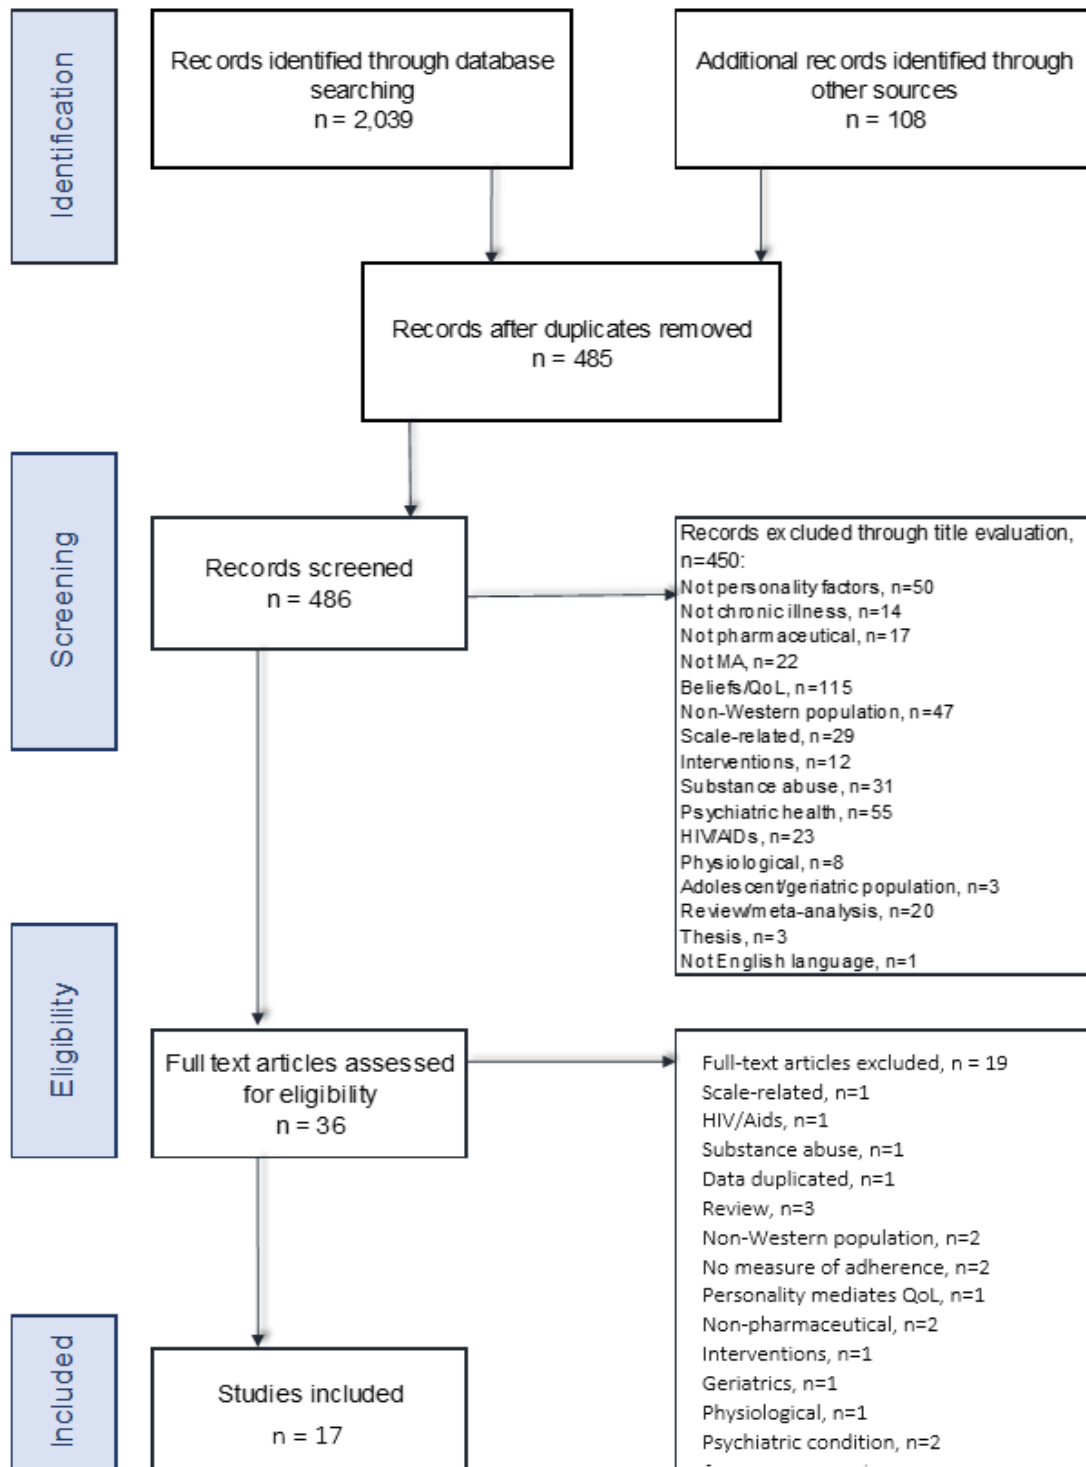 Identification
Records identified through database
searching
n = 2,039
Additional records identified through
other sources
n = 108
Records after duplicates removed
n = 485
Screening
Records screened
n = 486
Records excluded through title evaluation,
n=450:
Not personality factors, n=50
Not chronic illness, n=14
Not pharmaceutical, n=17
Not MA, n=22
Beliefs/QoL, n=115
Non-Western population, n=47
Scale-related, n=29
Interventions, n=12
Substance abuse, n=31
Psychiatric health, n=55
HIV/AIDs, n=23
Physiological, n=8
Adolescent/geriatric population, n=3
Review/meta-analysis, n=20
Thesis, n=3
Not English language, n=1
Eligibility
Full text articles assessed
for eligibility
n = 36
Full-text articles excluded, n = 19
Scale-related, n=1
HIV/Aids, n=1
Substance abuse, n=1
Data duplicated, n=1
Review, n=3
Non-Western population, n=2
No measure of adherence, n=2
Personality mediates QoL, n=1
Non-pharmaceutical, n=2
Interventions, n=1
Geriatrics, n=1
Physiological, n=1
Psychiatric condition, n=2
Included
Studies included
n = 17